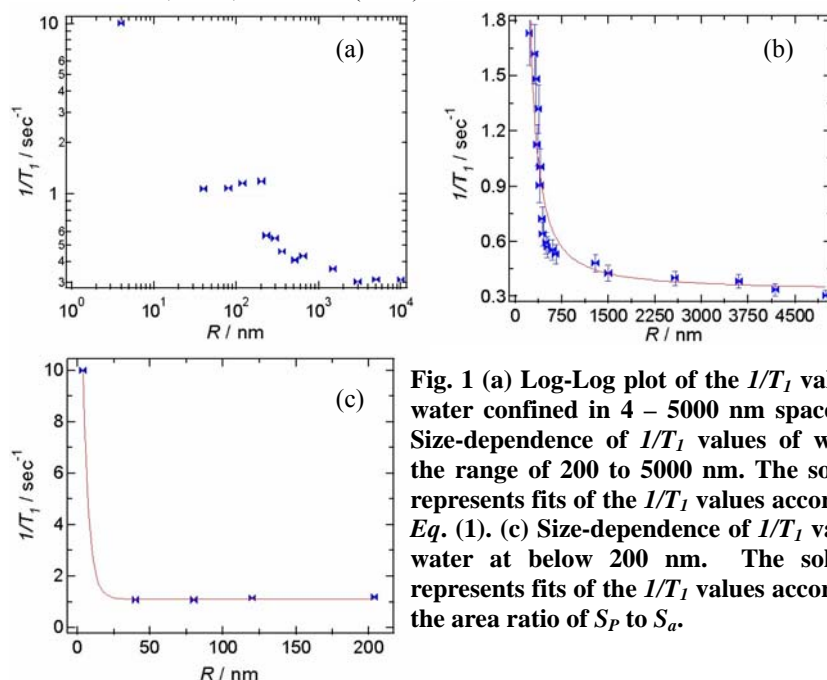 (a)
10
6
5
4
3
2
1
6
5
4
3
1/T1 / sec-1
10^0 10^1 10^2 10^3 10^4
R / nm
(b)
1.8
1.5
1.2
0.9
0.6
0.3
1/T1 / sec-1
0 750 1500 2250 3000 3750 4500
R / nm
(c)
10
8
6
4
2
0
1/T1 / sec-1
0 50 100 150 200
R / nm
Fig. 1 (a) Log-Log plot of the 1/T1 val
water confined in 4 – 5000 nm space
Size-dependence of 1/T1 values of w
the range of 200 to 5000 nm. The so
represents fits of the 1/T1 values accor
Eq. (1). (c) Size-dependence of 1/T1 va
water at below 200 nm. The sol
represents fits of the 1/T1 values accor
the area ratio of SP to Sa.